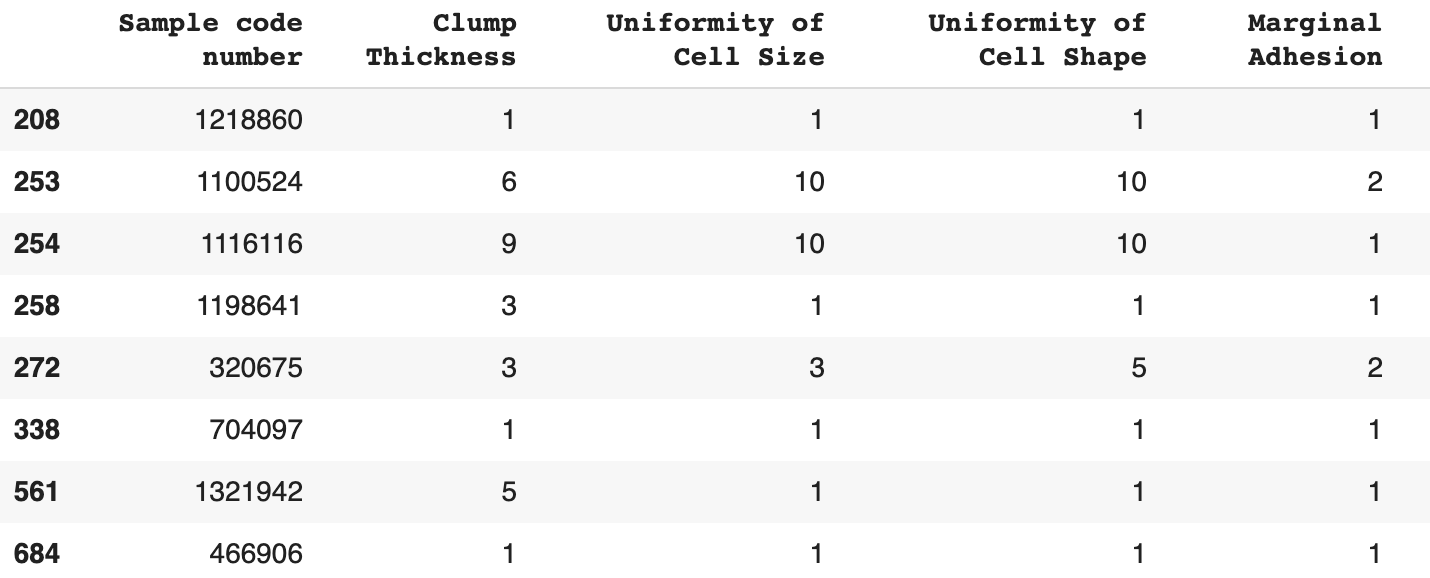 Sample code Clump Uniformity of Uniformity of Marginal
number Thickness Cell Size Cell Shape Adhesion
208 1218860 1 1 1 1
253 1100524 6 10 10 2
254 1116116 9 10 10 1
258 1198641 3 1 1 1
272 320675 3 3 5 2
338 704097 1 1 1 1
561 1321942 5 1 1 1
684 466906 1 1 1 1